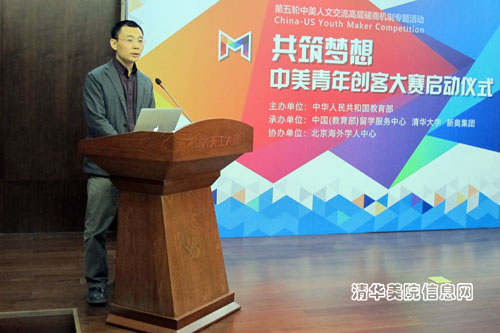 第五轮中美人文交流高层磋商机制专题活动
China-US Youth Maker Competition
共筑梦想
中美青年创客大赛启动仪式
主办单位：中华人民共和国教育部
承办单位：中国(教育部)留学服务中心 清华大学 新奥集团
协办单位：北京海外学人中心
清华美院信息网